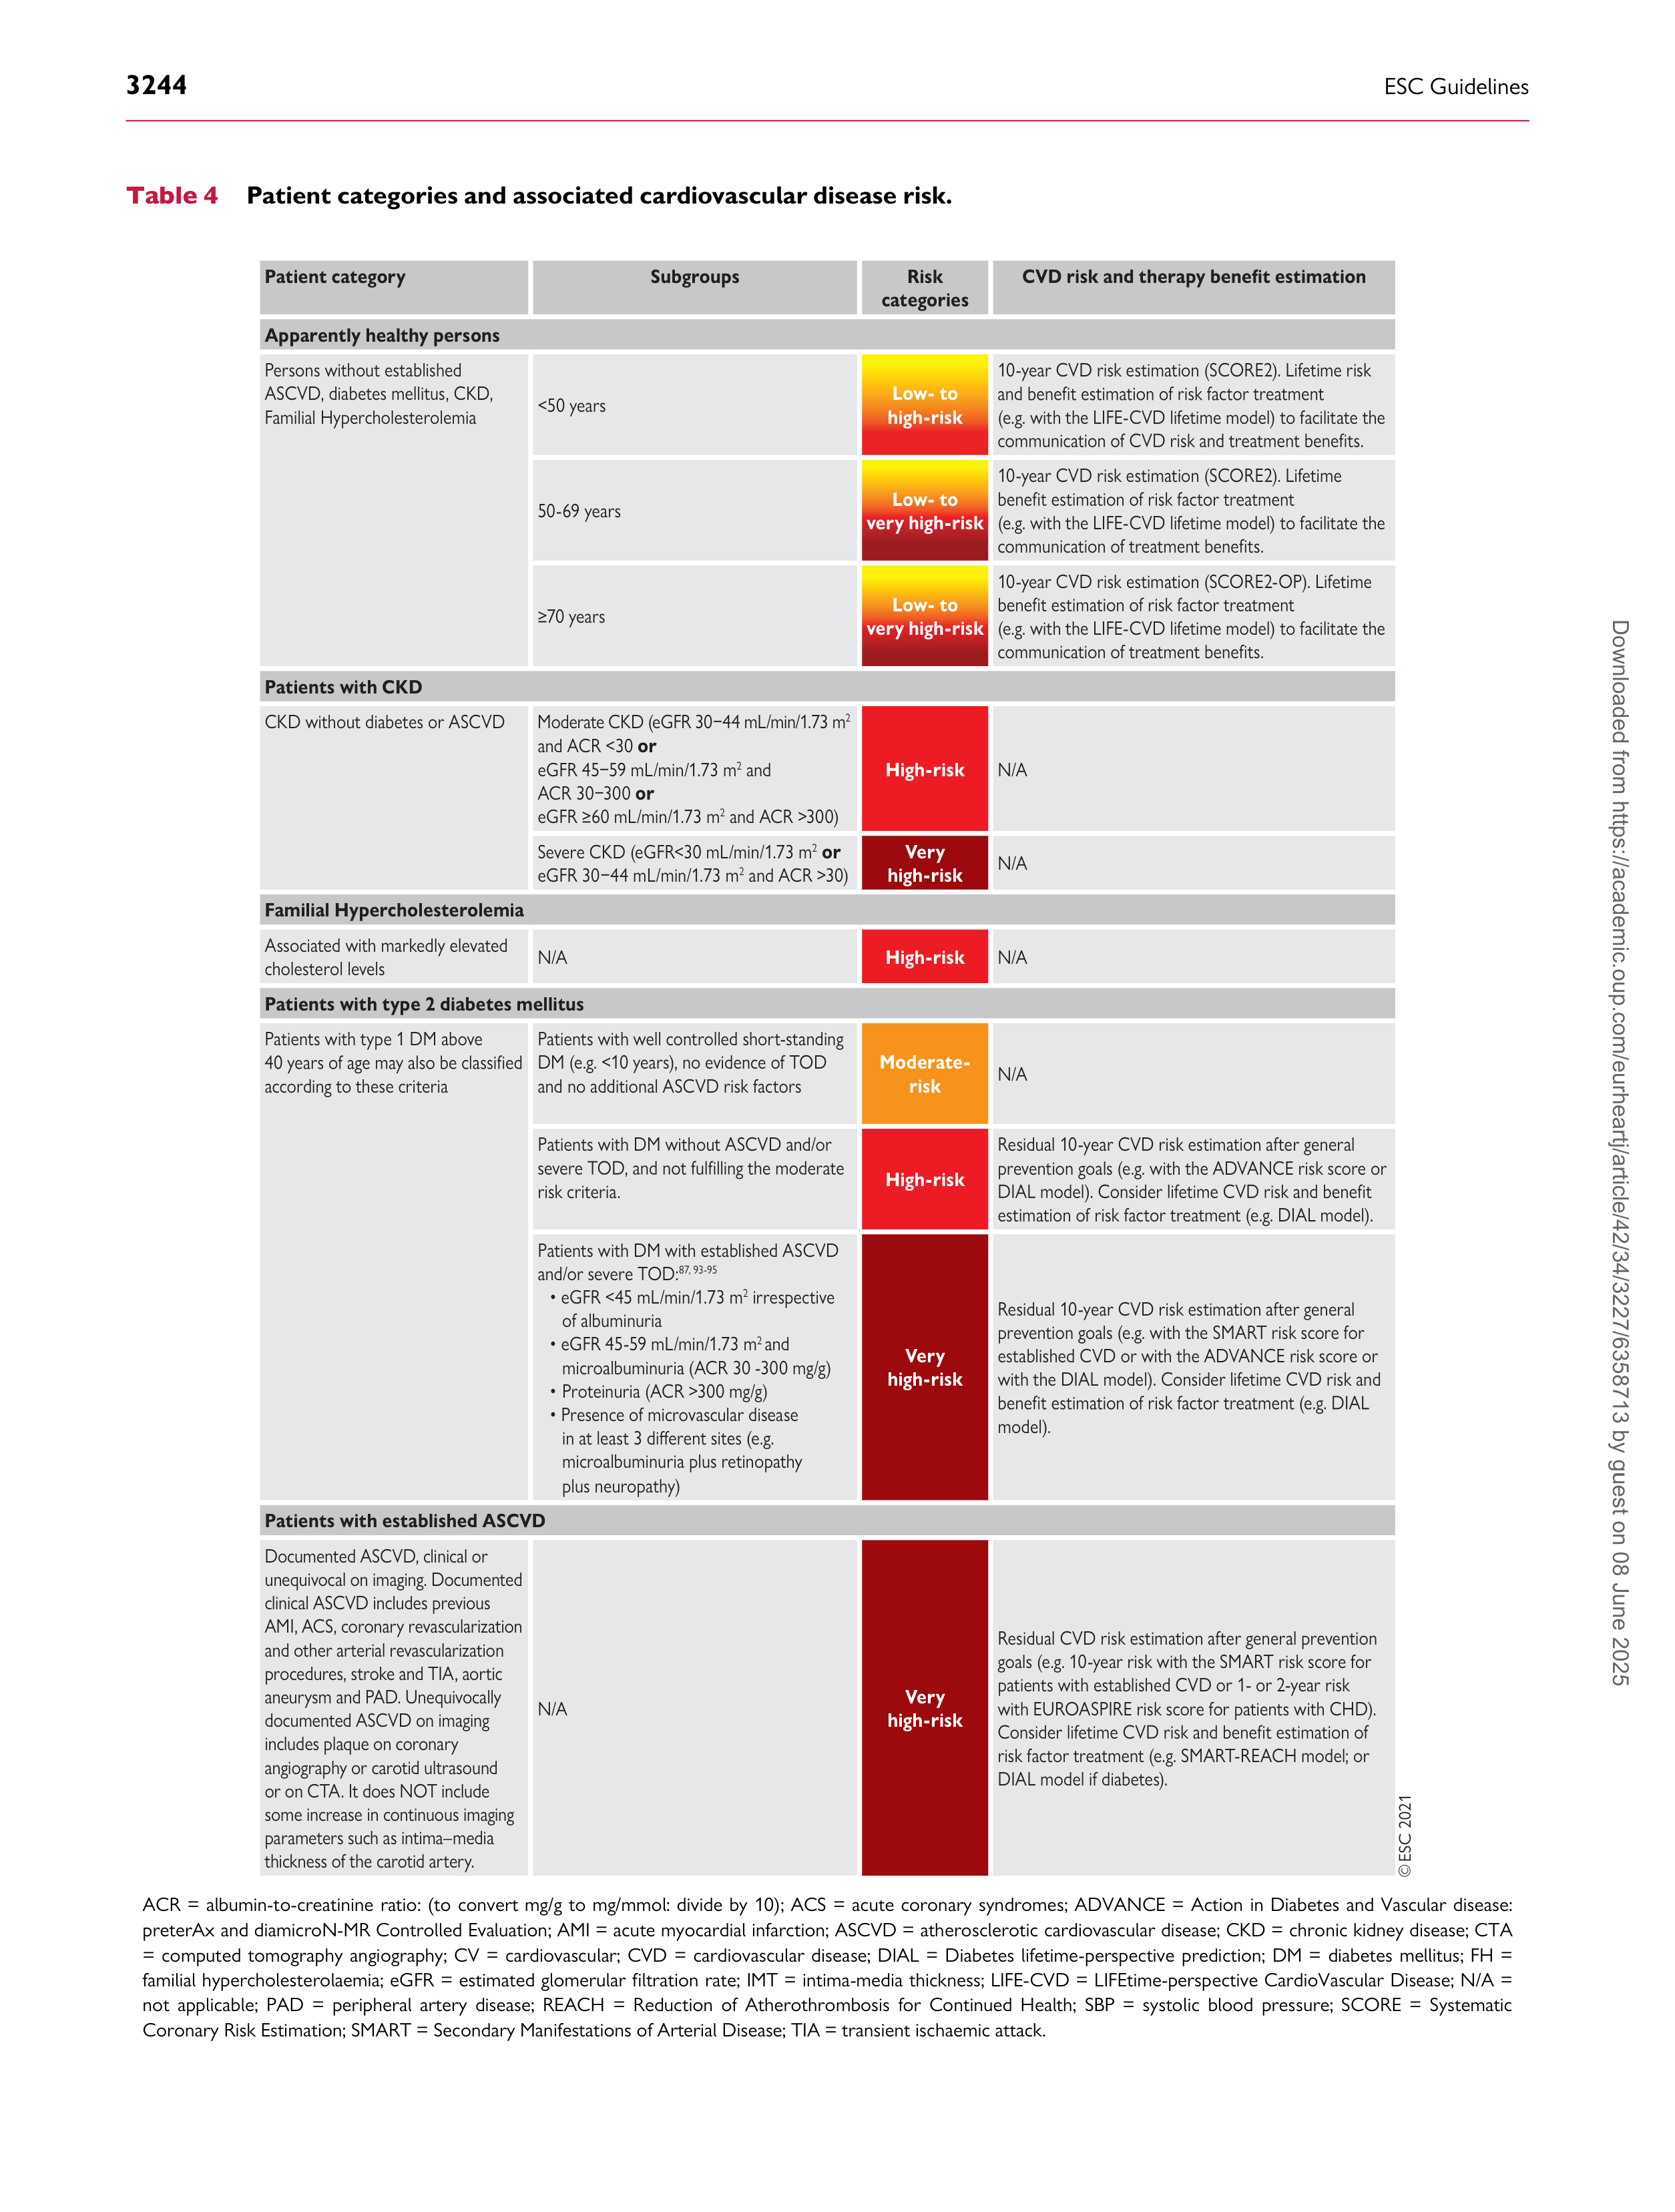 3244
ESC Guidelines
Table 4 Patient categories and associated cardiovascular disease risk.
Patient category
Subgroups
Risk
categories
CVD risk and therapy benefit estimation
Apparently healthy persons
Persons without established
ASCVD, diabetes mellitus, CKD,
Familial Hypercholesterolemia
<50 years
Low- to
high-risk
10-year CVD risk estimation (SCORE2). Lifetime risk
and benefit estimation of risk factor treatment
(e.g. with the LIFE-CVD lifetime model) to facilitate the
communication of CVD risk and treatment benefits.
50-69 years
Low- to
very high-risk
10-year CVD risk estimation (SCORE2). Lifetime
benefit estimation of risk factor treatment
(e.g. with the LIFE-CVD lifetime model) to facilitate the
communication of treatment benefits.
≥70 years
Low- to
very high-risk
10-year CVD risk estimation (SCORE2-OP). Lifetime
benefit estimation of risk factor treatment
(e.g. with the LIFE-CVD lifetime model) to facilitate the
communication of treatment benefits.
Patients with CKD
CKD without diabetes or ASCVD
Moderate CKD (eGFR 30−44 mL/min/1.73 m²
and ACR <30 or
eGFR 45−59 mL/min/1.73 m² and
ACR 30−300 or
eGFR ≥60 mL/min/1.73 m² and ACR >300)
High-risk
N/A
Severe CKD (eGFR<30 mL/min/1.73 m² or
eGFR 30−44 mL/min/1.73 m² and ACR >30)
Very
high-risk
N/A
Familial Hypercholesterolemia
Associated with markedly elevated
cholesterol levels
N/A
High-risk
N/A
Patients with type 2 diabetes mellitus
Patients with type 1 DM above
40 years of age may also be classified
according to these criteria
Patients with well controlled short-standing
DM (e.g. <10 years), no evidence of TOD
and no additional ASCVD risk factors
Moderate-
risk
N/A
Patients with DM without ASCVD and/or
severe TOD, and not fulfilling the moderate
risk criteria.
High-risk
Residual 10-year CVD risk estimation after general
prevention goals (e.g. with the ADVANCE risk score or
DIAL model). Consider lifetime CVD risk and benefit
estimation of risk factor treatment (e.g. DIAL model).
Patients with DM with established ASCVD
and/or severe TOD:87, 93-95
• eGFR <45 mL/min/1.73 m² irrespective
of albuminuria
• eGFR 45-59 mL/min/1.73 m² and
microalbuminuria (ACR 30 -300 mg/g)
• Proteinuria (ACR >300 mg/g)
• Presence of microvascular disease
in at least 3 different sites (e.g.
microalbuminuria plus retinopathy
plus neuropathy)
Very
high-risk
Residual 10-year CVD risk estimation after general
prevention goals (e.g. with the SMART risk score for
established CVD or with the ADVANCE risk score or
with the DIAL model). Consider lifetime CVD risk and
benefit estimation of risk factor treatment (e.g. DIAL
model).
Patients with established ASCVD
Documented ASCVD, clinical or
unequivocal on imaging. Documented
clinical ASCVD includes previous
AMI, ACS, coronary revascularization
and other arterial revascularization
procedures, stroke and TIA, aortic
aneurysm and PAD. Unequivocally
documented ASCVD on imaging
includes plaque on coronary
angiography or carotid ultrasound
or on CTA. It does NOT include
some increase in continuous imaging
parameters such as intima–media
thickness of the carotid artery.
N/A
Very
high-risk
Residual CVD risk estimation after general prevention
goals (e.g. 10-year risk with the SMART risk score for
patients with established CVD or 1- or 2-year risk
with EUROASPIRE risk score for patients with CHD).
Consider lifetime CVD risk and benefit estimation of
risk factor treatment (e.g. SMART-REACH model; or
DIAL model if diabetes).
© ESC 2021
ACR = albumin-to-creatinine ratio: (to convert mg/g to mg/mmol: divide by 10); ACS = acute coronary syndromes; ADVANCE = Action in Diabetes and Vascular disease:
preterAx and diamicroN-MR Controlled Evaluation; AMI = acute myocardial infarction; ASCVD = atherosclerotic cardiovascular disease; CKD = chronic kidney disease; CTA
= computed tomography angiography; CV = cardiovascular; CVD = cardiovascular disease; DIAL = Diabetes lifetime-perspective prediction; DM = diabetes mellitus; FH =
familial hypercholesterolaemia; eGFR = estimated glomerular filtration rate; IMT = intima-media thickness; LIFE-CVD = LIFEtime-perspective CardioVascular Disease; N/A =
not applicable; PAD = peripheral artery disease; REACH = Reduction of Atherothrombosis for Continued Health; SBP = systolic blood pressure; SCORE = Systematic
Coronary Risk Estimation; SMART = Secondary Manifestations of Arterial Disease; TIA = transient ischaemic attack.
Downloaded from https://academic.oup.com/eurheartj/article/42/34/3227/6358713 by guest on 08 June 2025